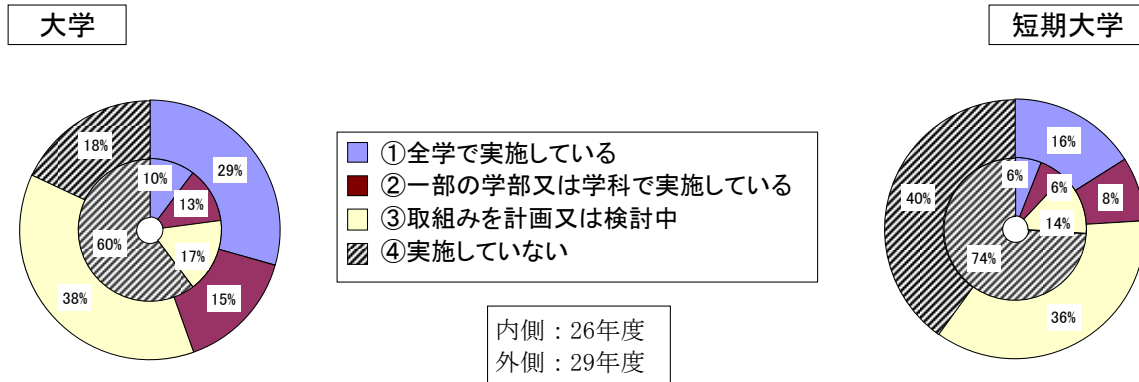 大学
短期大学
18%
29%
10%
13%
60%
17%
38%
15%
①全学で実施している
②一部の学部又は学科で実施している
③取組みを計画又は検討中
④実施していない
内側：26年度
外側：29年度
16%
6%
6%
40%
8%
14%
74%
36%